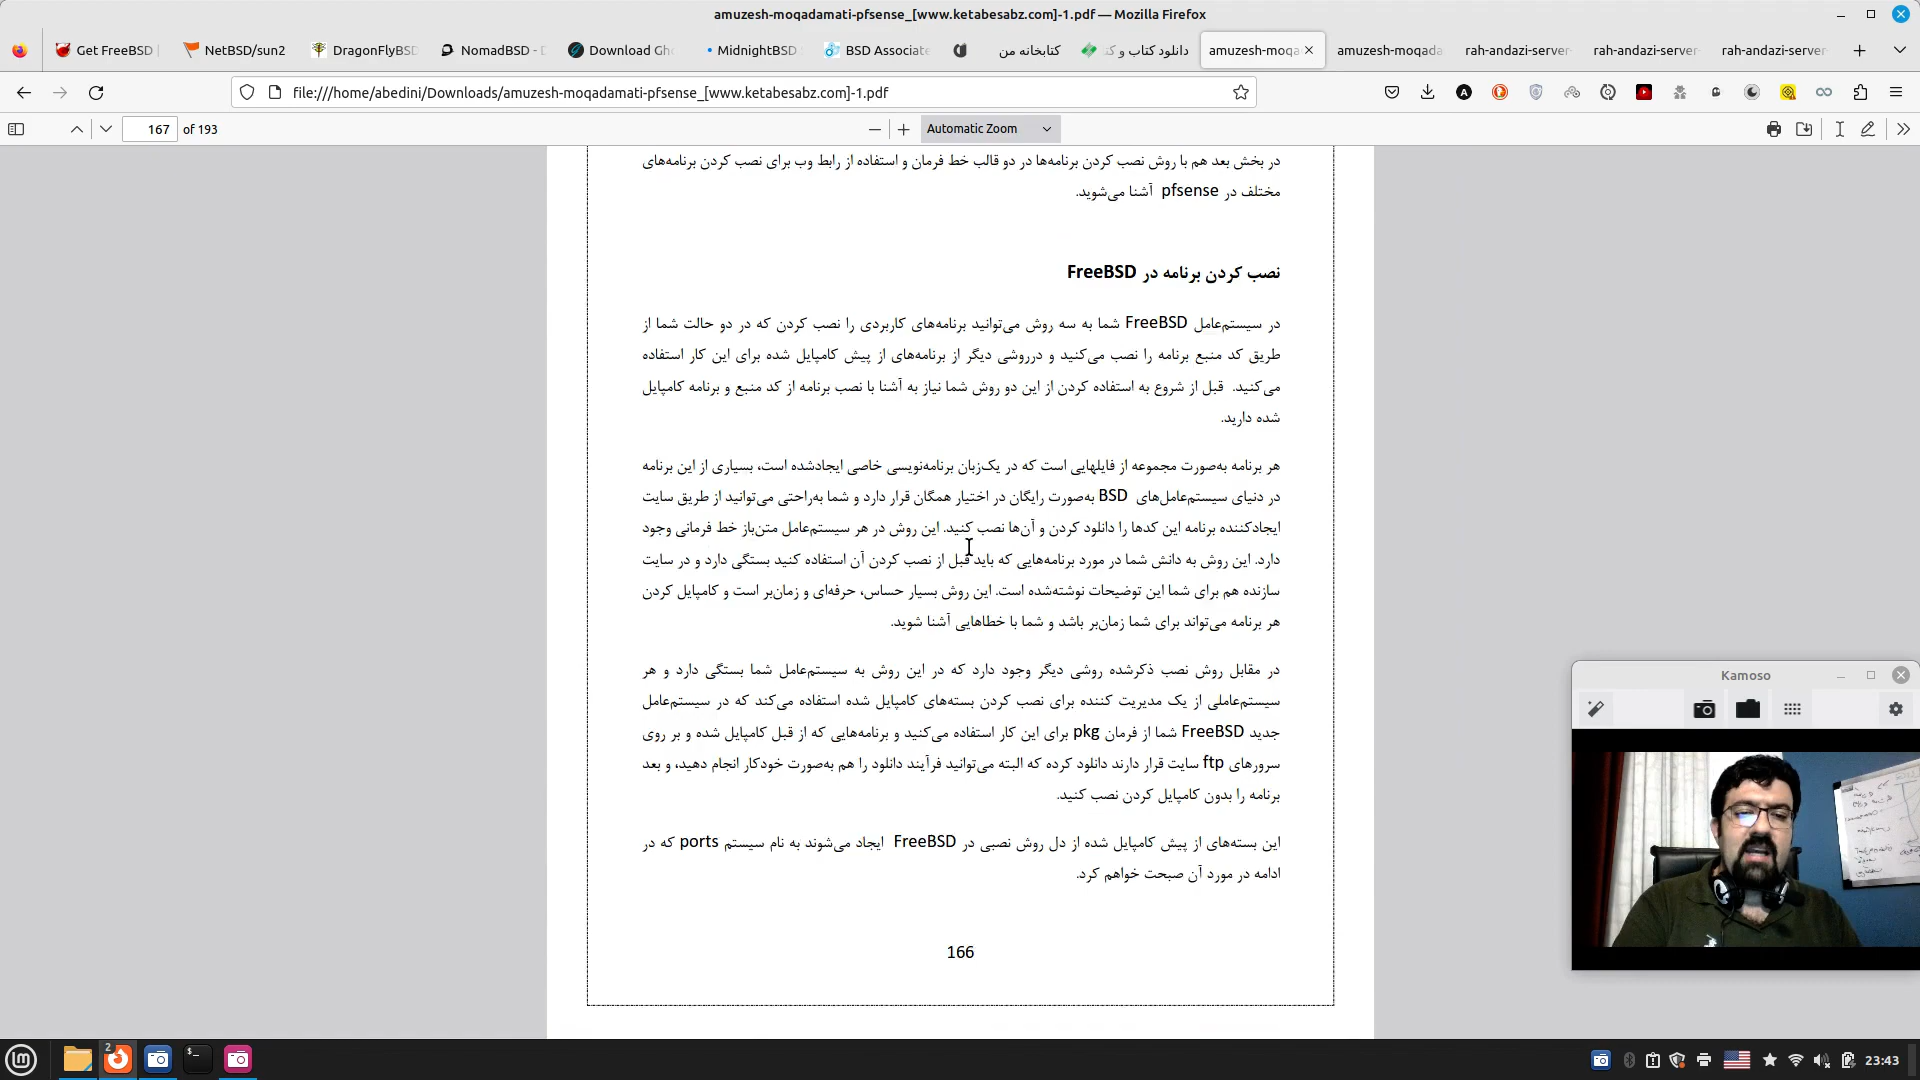 amuzesh-moqadamati-pfsense_[www.ketabesabz.com]-1.pdf — Mozilla Firefox
Get FreeBSD
NetBSD/sun2
DragonFlyBSD
NomadBSD - D
Download Gho
MidnightBSD
BSD Associate
کتابخانه من
دانلود کتاب و کت
amuzesh-moqa
amuzesh-moqada
rah-andazi-server
rah-andazi-server
rah-andazi-server
file:///home/abedini/Downloads/amuzesh-moqadamati-pfsense_[www.ketabesabz.com]-1.pdf
167 of 193
Automatic Zoom
در بخش بعد هم با روش نصب کردن برنامه‌ها در دو قالب خط فرمان و استفاده از رابط وب برای نصب کردن برنامه‌های
مختلف در pfsense آشنا می‌شوید.
نصب کردن برنامه در FreeBSD
در سیستم‌عامل FreeBSD شما به سه روش می‌توانید برنامه‌های کاربردی را نصب کردن که در دو حالت شما از
طریق کد منبع برنامه را نصب می‌کنید و درروشی دیگر از برنامه‌های از پیش کامپایل شده برای این کار استفاده
می‌کنید. قبل از شروع به استفاده کردن از این دو روش شما نیاز به آشنا با نصب برنامه از کد منبع و برنامه کامپایل
شده دارید.
هر برنامه به‌صورت مجموعه از فایلهایی است که در یک‌زبان برنامه‌نویسی خاصی ایجادشده است، بسیاری از این برنامه
در دنیای سیستم‌عامل‌های BSD به‌صورت رایگان در اختیار همگان قرار دارد و شما به‌راحتی می‌توانید از طریق سایت
ایجادکننده برنامه این کدها را دانلود کردن و آن‌ها نصب کنید. این روش در هر سیستم‌عامل متن‌باز خط فرمانی وجود
دارد. این روش به دانش شما در مورد برنامه‌هایی که باید قبل از نصب کردن آن استفاده کنید بستگی دارد و در سایت
سازنده هم برای شما این توضیحات نوشته‌شده است. این روش بسیار حساس، حرفه‌ای و زمان‌بر است و کامپایل کردن
هر برنامه می‌تواند برای شما زمان‌بر باشد و شما با خطاهایی آشنا شوید.
در مقابل روش نصب ذکرشده روشی دیگر وجود دارد که در این روش به سیستم‌عامل شما بستگی دارد و هر
سیستم‌عاملی از یک مدیریت کننده برای نصب کردن بسته‌های کامپایل شده استفاده می‌کند که در سیستم‌عامل
جدید FreeBSD شما از فرمان pkg برای این کار استفاده می‌کنید و برنامه‌هایی که از قبل کامپایل شده و بر روی
سرورهای ftp سایت قرار دارند دانلود کرده که البته می‌توانید فرآیند دانلود را هم به‌صورت خودکار انجام دهید، و بعد
برنامه را بدون کامپایل کردن نصب کنید.
این بسته‌های از پیش کامپایل شده از دل روش نصبی در FreeBSD ایجاد می‌شوند به نام سیستم ports که در
ادامه در مورد آن صبحت خواهم کرد.
166
Kamoso
2
23:43